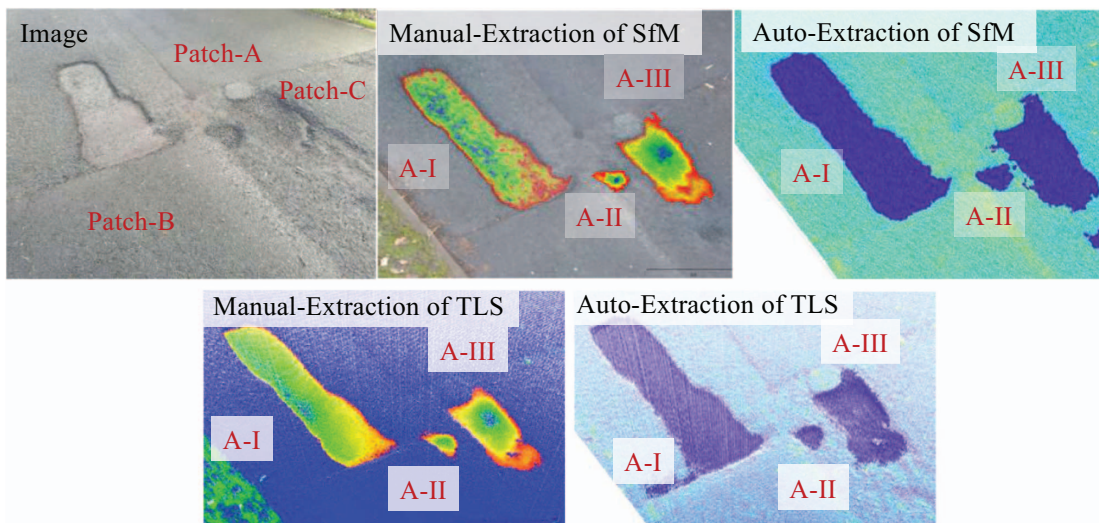 Image
Patch-A
Patch-C
Patch-B
Manual-Extraction of SfM
A-III
A-I
A-II
Auto-Extraction of SfM
A-III
A-I
A-II
Manual-Extraction of TLS
A-III
A-I
A-II
Auto-Extraction of TLS
A-III
A-I
A-II